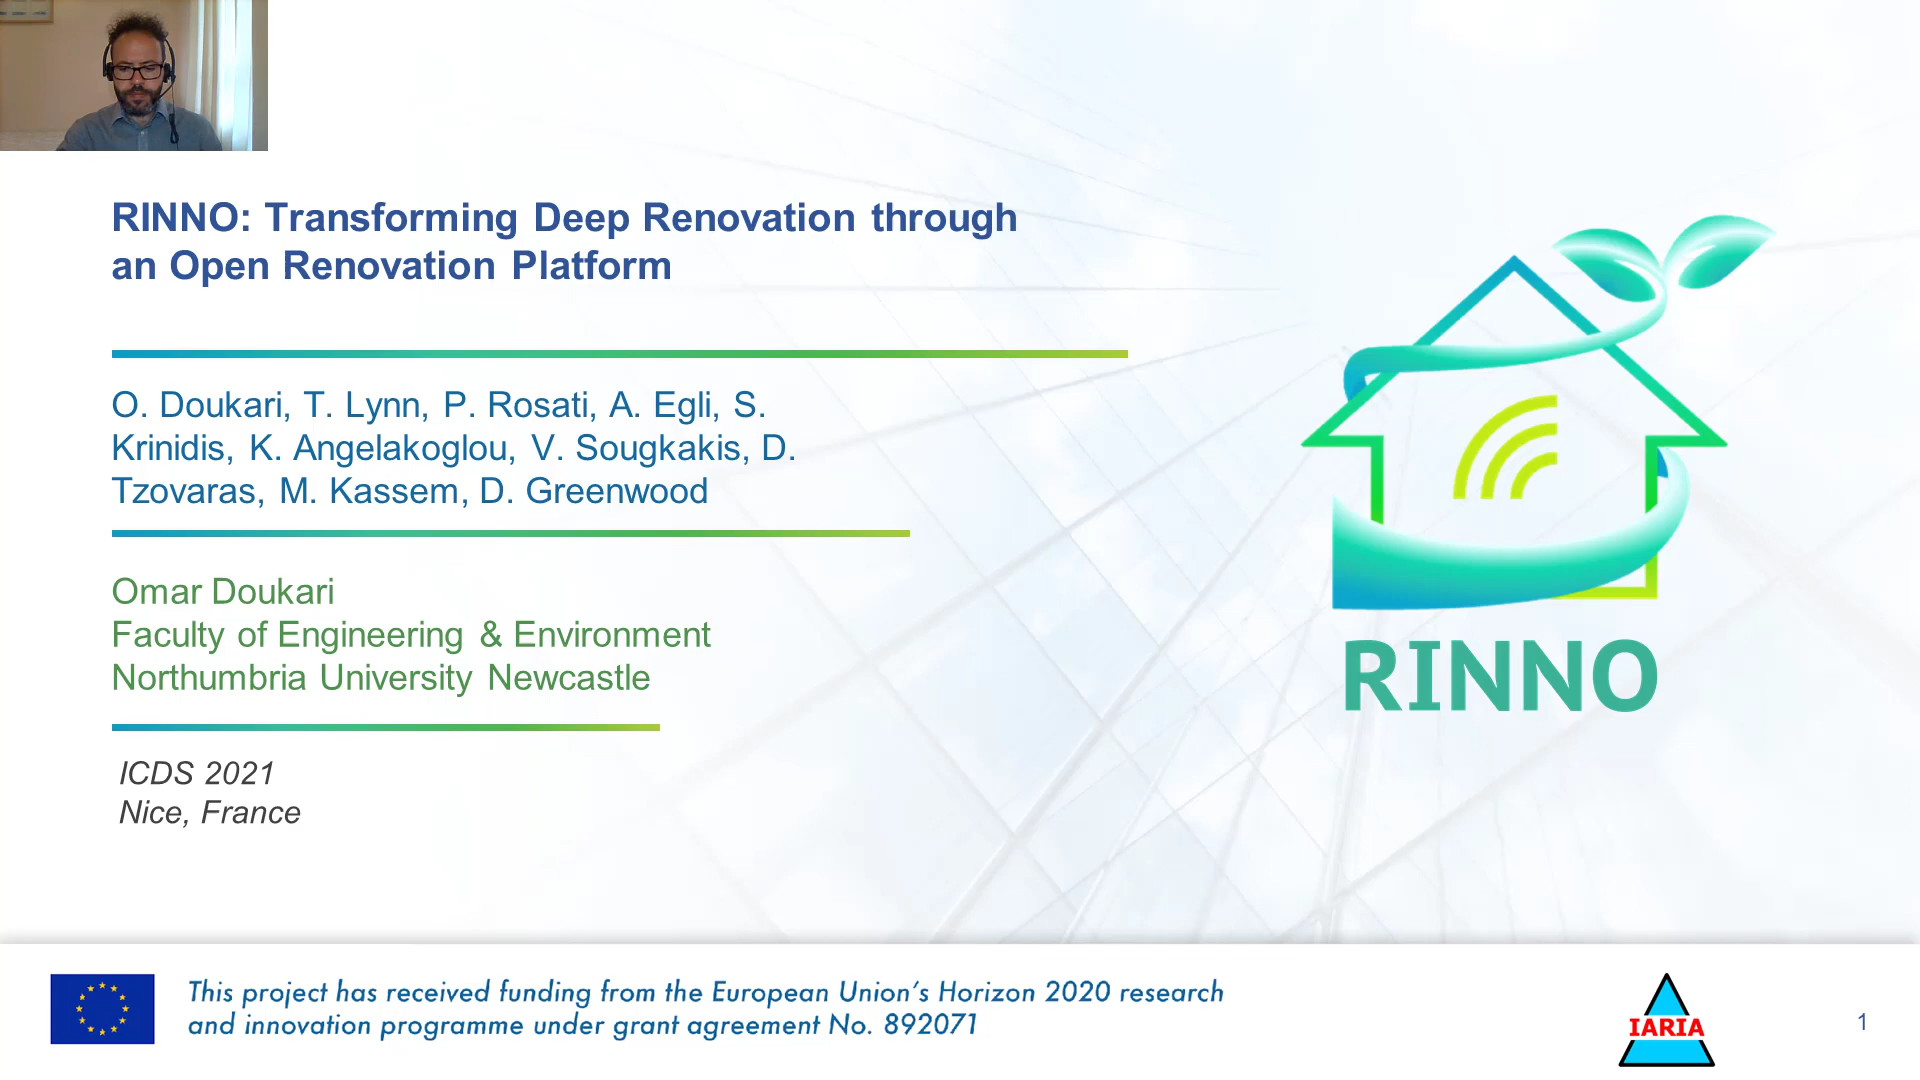 RINNO: Transforming Deep Renovation through
an Open Renovation Platform
O. Doukari, T. Lynn, P. Rosati, A. Egli, S.
Krinidis, K. Angelakoglou, V. Sougkakis, D.
Tzovaras, M. Kassem, D. Greenwood
Omar Doukari
Faculty of Engineering & Environment
Northumbria University Newcastle
ICDS 2021
Nice, France
RINNO
This project has received funding from the European Union's Horizon 2020 research
and innovation programme under grant agreement No. 892071
IARIA
1